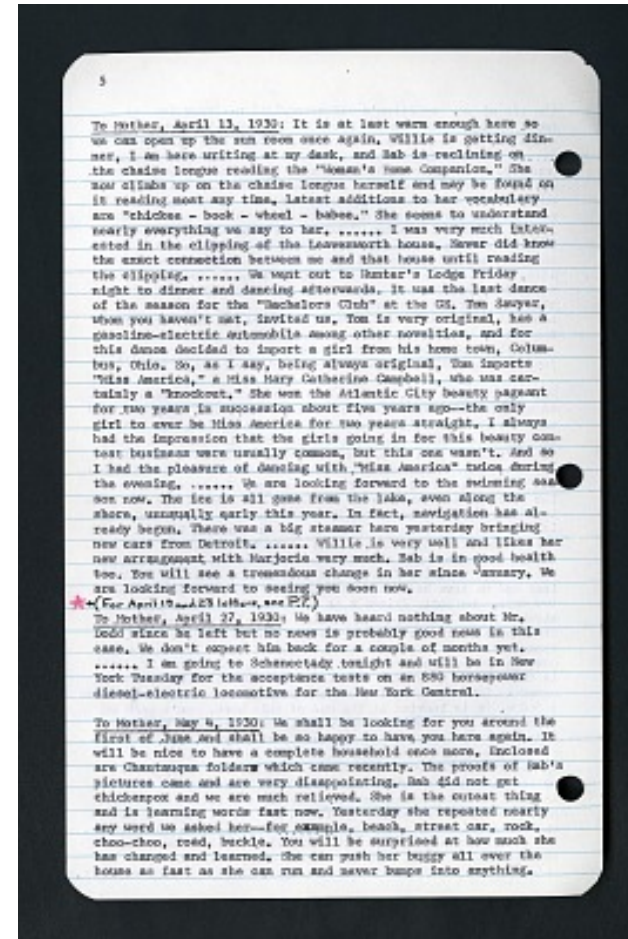 5
To Mother, April 13, 1930: It is at last warm enough here so
we can open up the sun room once again. Willie is getting din-
ner, I am here writing at my desk, and Bab is reclining on
the chaise longue reading the "Woman's Home Companion." She
now climbs up on the chaise longue herself and may be found on
it reading most any time. Latest additions to her vocabulary
are "chickee - book - wheel - babee." She seems to understand
nearly everything we say to her. ...... I was very much inter-
ested in the clipping of the Leavenworth house. Never did know
the exact connection between me and that house until reading
the clipping. ...... We went out to Hunter's Lodge Friday
night to dinner and dancing afterwards. It was the last dance
of the season for the "Bachelors Club" at the GE. Tom Sawyer,
whom you haven't met, invited us. Tom is very original, has a
gasoline-electric automobile among other novelties, and for
this dance decided to import a girl from his home town, Colum-
bus, Ohio. So, as I say, being always original, Tom imports
"Miss America," a Miss Mary Catherine Campbell, who was cer-
tainly a "knockout." She won the Atlantic City beauty pageant
for two years in succession about five years ago--the only
girl to ever be Miss America for two years straight. I always
had the impression that the girls going in for this beauty con-
test business were usually common, but this one wasn't. And so
I had the pleasure of dancing with "Miss America" twice during
the evening. ...... We are looking forward to the swimming sea-
son now. The ice is all gone from the lake, even along the
shore, unusually early this year. In fact, navigation has al-
ready begun. There was a big steamer here yesterday bringing
new cars from Detroit. ...... Willie is very well and likes her
new arrangement with Marjorie very much. Bab is in good health
too. You will see a tremendous change in her since January. We
are looking forward to seeing you soon now.
(For April 19 and 23 letters, see P.7.)
To Mother, April 27, 1930: We have heard nothing about Mr.
Dodd since he left but no news is probably good news in this
case. We don't expect him back for a couple of months yet.
...... I am going to Schenectady tonight and will be in New
York Tuesday for the acceptance tests on an 880 horsepower
diesel-electric locomotive for the New York Central.
To Mother, May 4, 1930: We shall be looking for you around the
first of June and shall be so happy to have you here again. It
will be nice to have a complete household once more. Enclosed
are Chautauqua folders which came recently. The proofs of Bab's
pictures came and are very disappointing. Bab did not get
chickenpox and we are much relieved. She is the cutest thing
and is learning words fast now. Yesterday she repeated nearly
any word we asked her--for example, beach, street car, rock,
choo-choo, road, buckle. You will be surprised at how much she
has changed and learned. She can push her buggy all over the
house as fast as she can run and never bumps into anything.